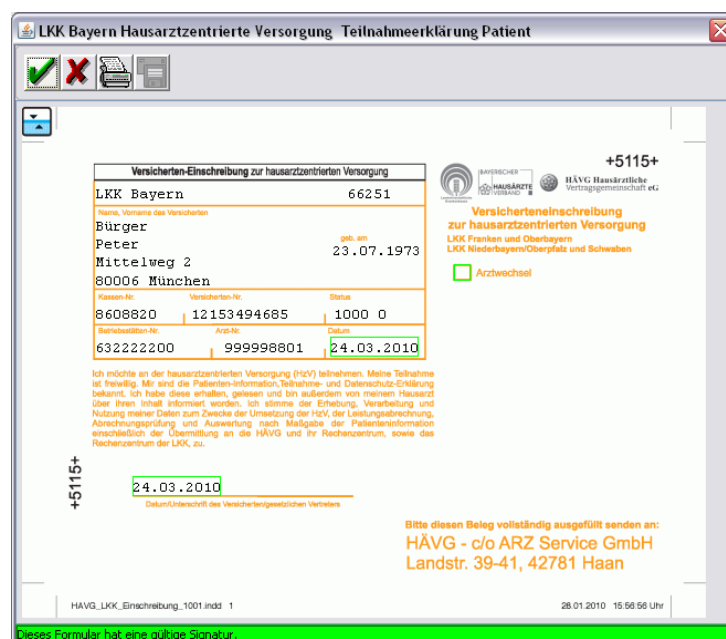 LKK Bayern Hausarztzentrierte Versorgung Teilnahmeerklärung Patient
+5115+
Versicherten-Einschreibung zur hausarztzentrierten Versorgung
LKK Bayern 66251
Name, Vorname des Versicherten
Bürger
Peter
geb. am
23.07.1973
Mittelweg 2
80006 München
Kassen-Nr. Versicherten-Nr. Status
8608820 12153494685 1000 0
Betriebsstätten-Nr. Arzt-Nr. Datum
632222200 999998801 24.03.2010
BAYERISCHER
HAUSÄRZTE
VERBAND
HÄVG Hausärztliche
Vertragsgemeinschaft eG
Versicherteneinschreibung
zur hausarztzentrierten Versorgung
LKK Franken und Oberbayern
LKK Niederbayern/Oberpfalz und Schwaben
Arztwechsel
Ich möchte an der hausarztzentrierten Versorgung (HzV) teilnehmen. Meine Teilnahme
ist freiwillig. Mir sind die Patienten-Information,Teilnahme- und Datenschutz-Erklärung
bekannt. Ich habe diese erhalten, gelesen und bin außerdem von meinem Hausarzt
über ihren Inhalt informiert worden. Ich stimme der Erhebung, Verarbeitung und
Nutzung meiner Daten zum Zwecke der Umsetzung der HzV, der Leistungsabrechnung,
Abrechnungsprüfung und Auswertung nach Maßgabe der Patienteninformation
einschließlich der Übermittlung an die HÄVG und ihr Rechenzentrum, sowie das
Rechenzentrum der LKK, zu.
+5115+
24.03.2010
Datum/Unterschrift des Versicherten/gesetzlichen Vertreters
Bitte diesen Beleg vollständig ausgefüllt senden an:
HÄVG - c/o ARZ Service GmbH
Landstr. 39-41, 42781 Haan
HAVG_LKK_Einschreibung_1001.indd 1
28.01.2010 15:56:56 Uhr
Dieses Formular hat eine gültige Signatur.